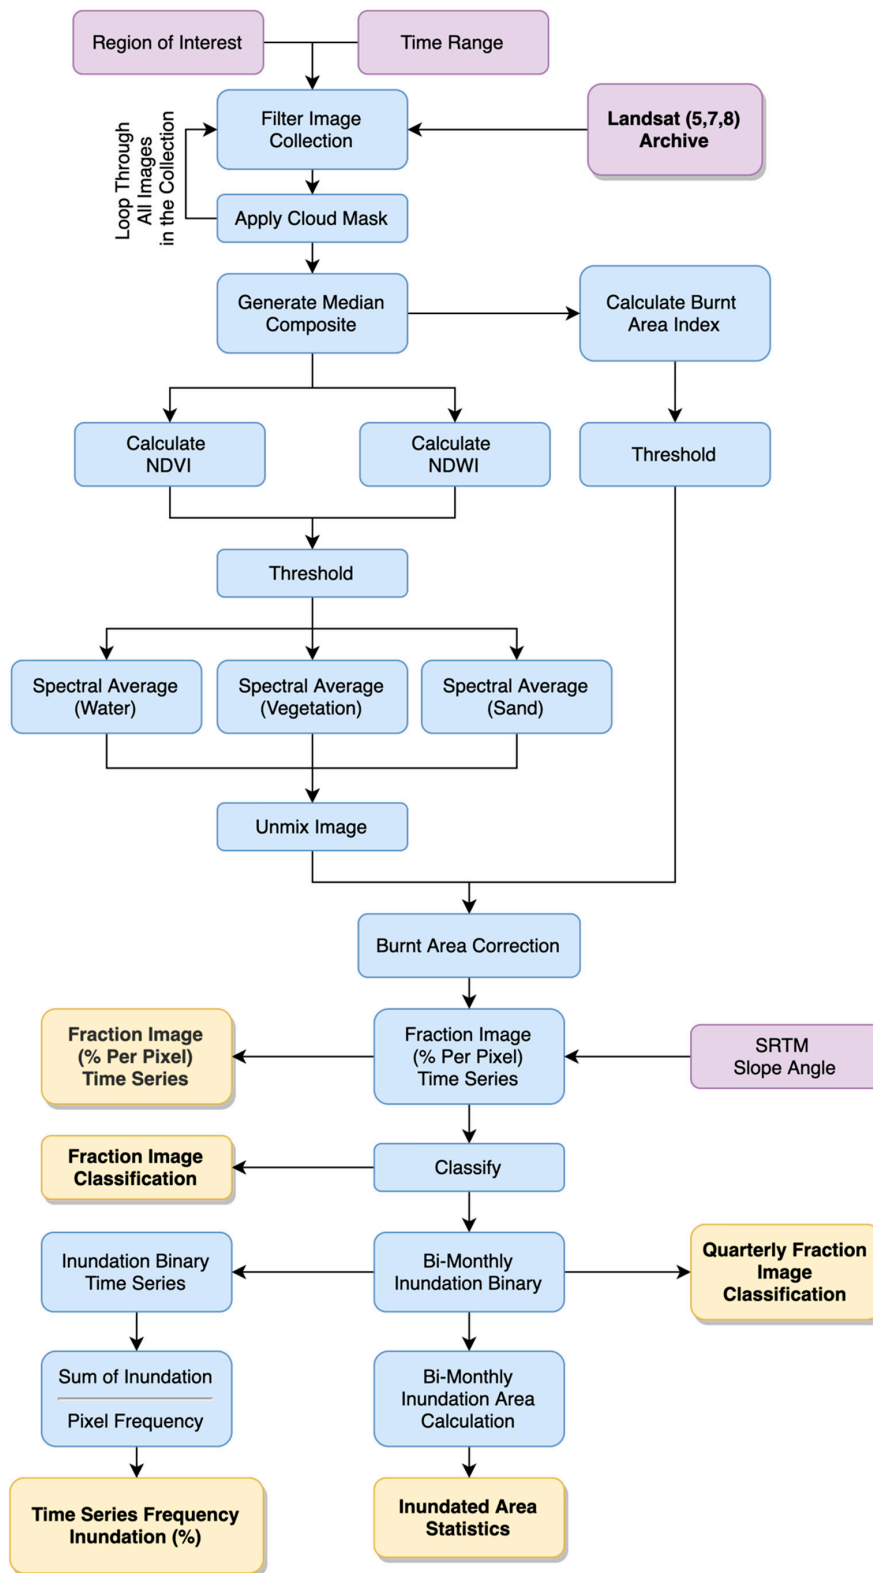 Region of Interest
Time Range
Filter Image
Collection
Landsat (5,7,8)
Archive
Loop Through
All Images
in the Collection
Apply Cloud Mask
Generate Median
Composite
Calculate Burnt
Area Index
Calculate
NDVI
Calculate
NDWI
Threshold
Threshold
Spectral Average
(Water)
Spectral Average
(Vegetation)
Spectral Average
(Sand)
Unmix Image
Burnt Area Correction
Fraction Image
(% Per Pixel)
Time Series
Fraction Image
(% Per Pixel)
Time Series
SRTM
Slope Angle
Fraction Image
Classification
Classify
Inundation Binary
Time Series
Bi-Monthly
Inundation Binary
Quarterly Fraction
Image
Classification
Sum of Inundation
Pixel Frequency
Bi-Monthly
Inundation Area
Calculation
Time Series Frequency
Inundation (%)
Inundated Area
Statistics